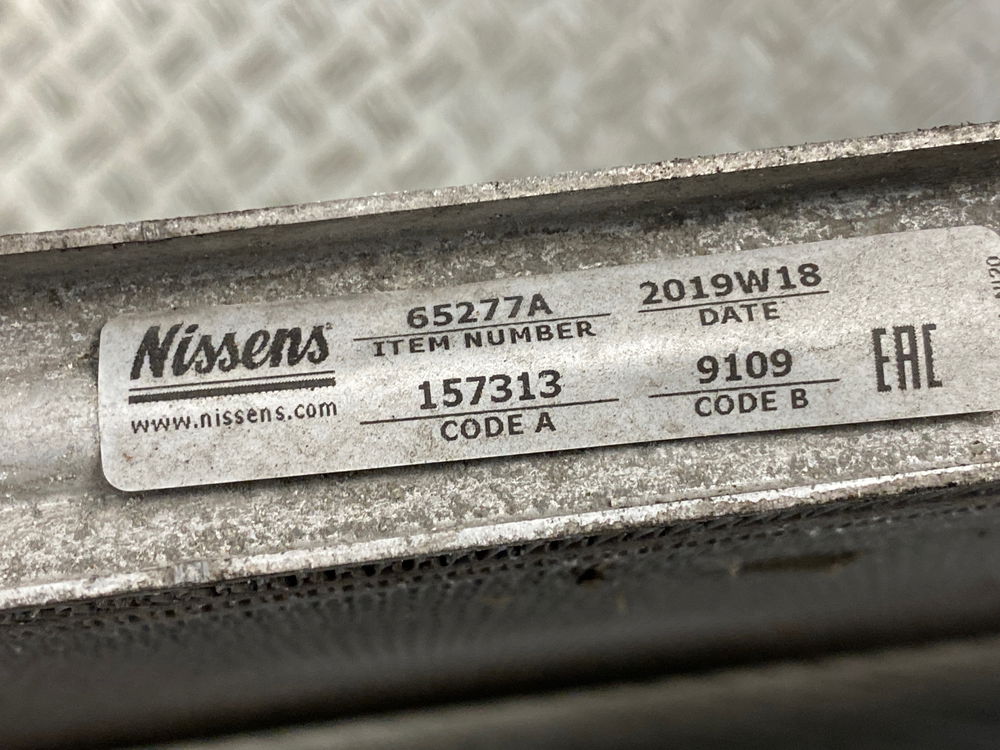 Nissens
www.nissens.com
65277A
ITEM NUMBER
2019W18
DATE
157313
CODE A
9109
CODE B
EAC